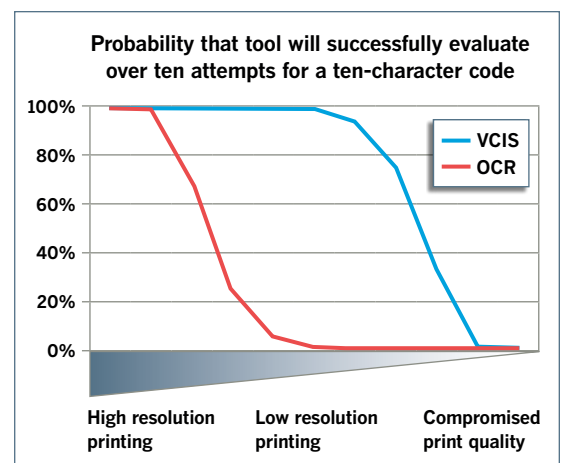 Probability that tool will successfully evaluate
over ten attempts for a ten-character code
100%
80%
60%
40%
20%
0%
VCIS
OCR
High resolution
printing
Low resolution
printing
Compromised
print quality